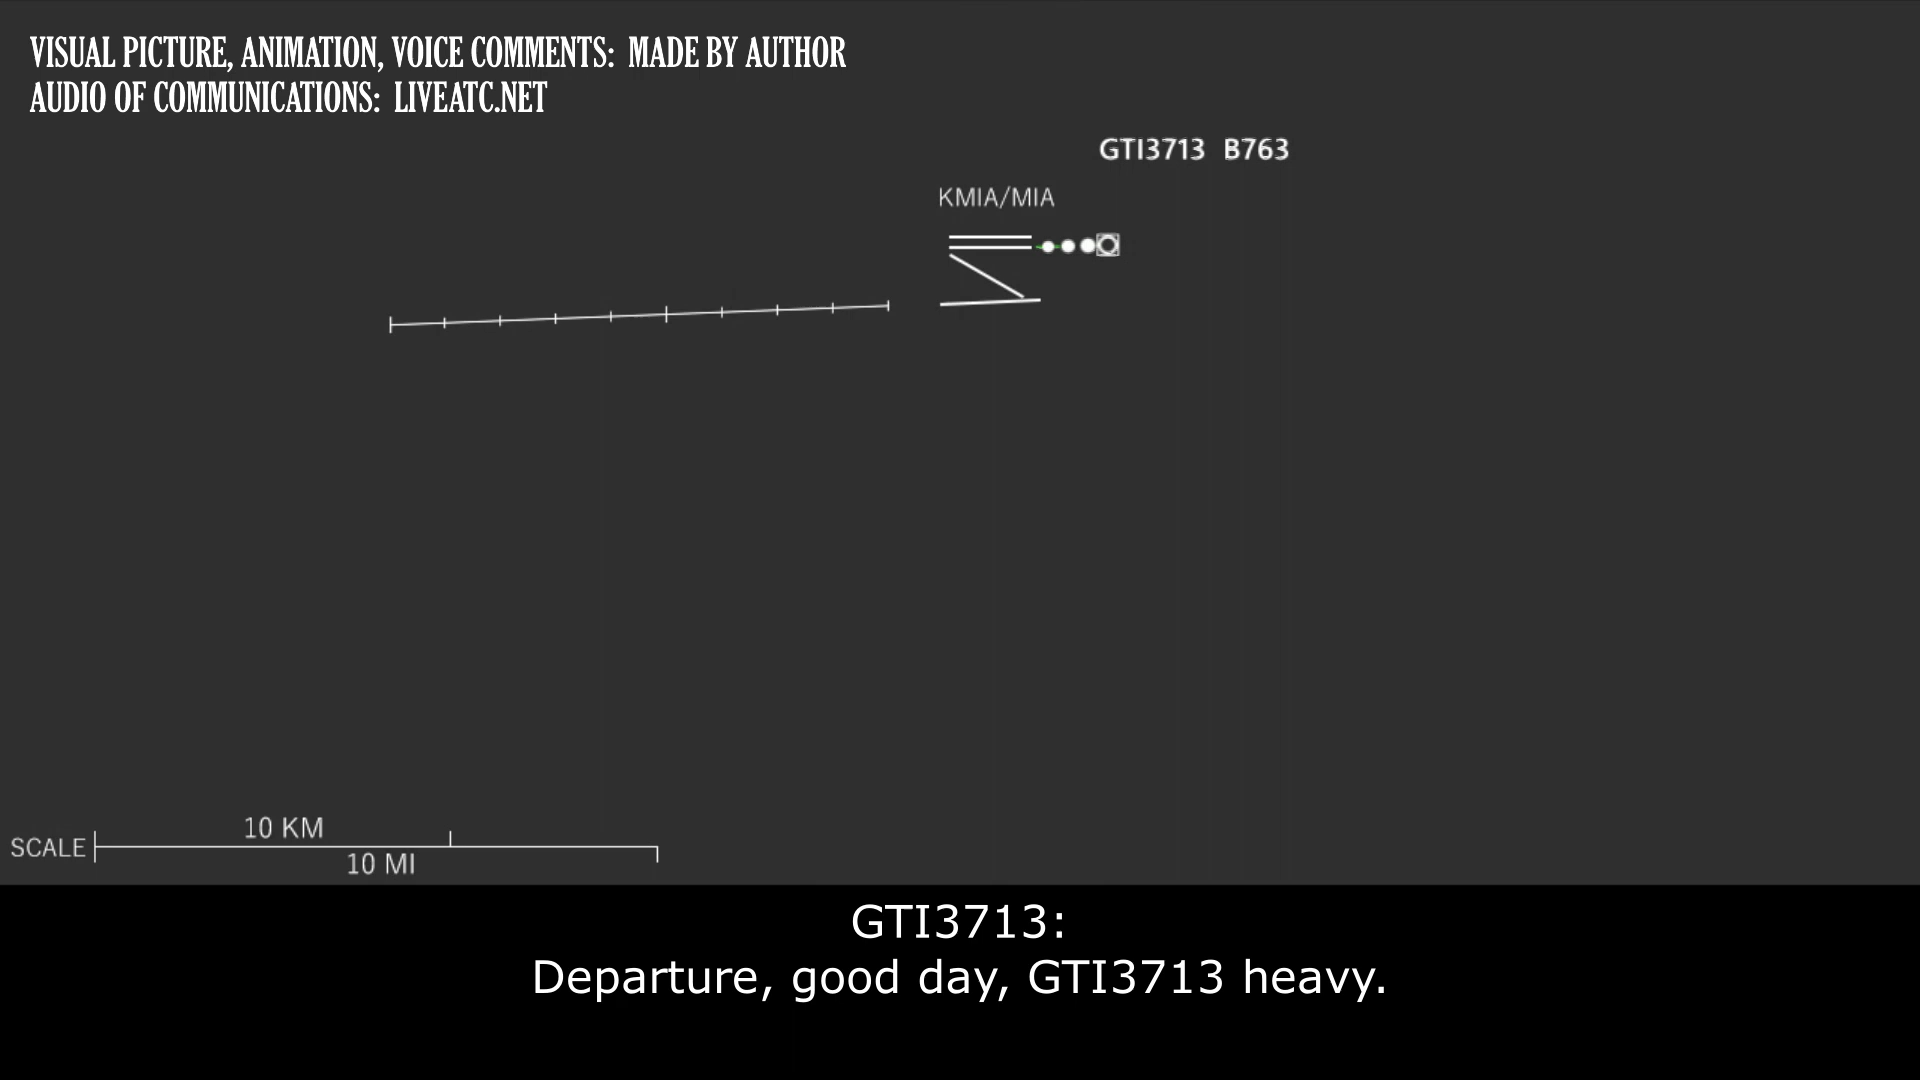 VISUAL PICTURE, ANIMATION, VOICE COMMENTS: MADE BY AUTHOR
AUDIO OF COMMUNICATIONS: LIVEATC.NET
GTI3713 B763
KMIA/MIA
10 KM
SCALE
10 MI
GTI3713:
Departure, good day, GTI3713 heavy.